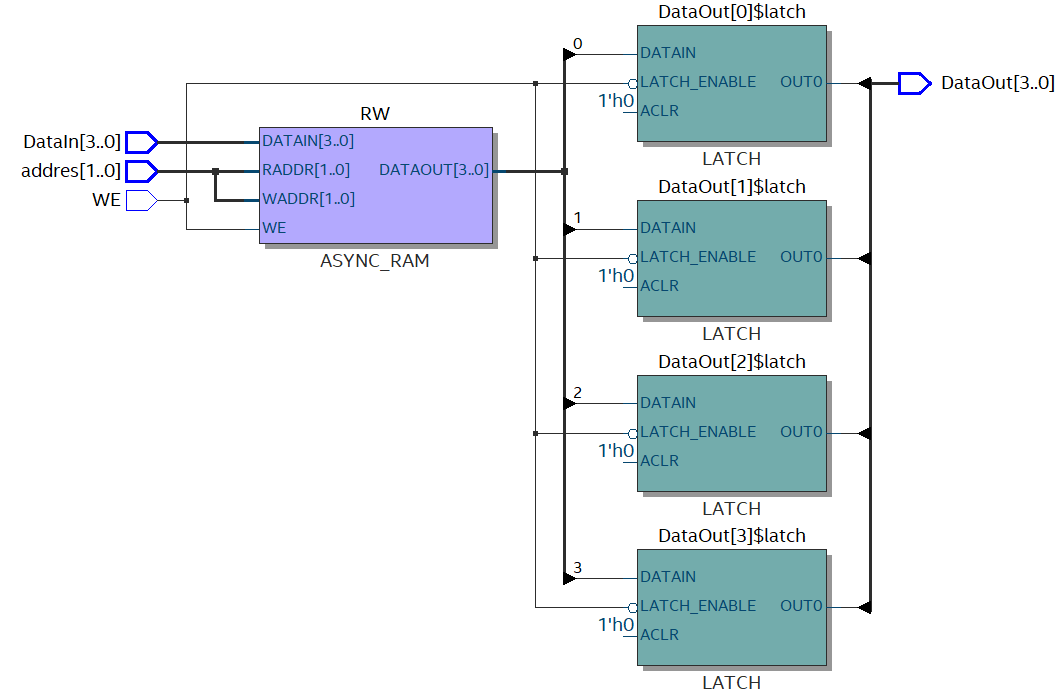 DataOut[0]$latch
0
DATAIN
LATCH_ENABLE
OUT0
1'h0
ACLR
LATCH
DataOut[3..0]
RW
DataIn[3..0]
addres[1..0]
WE
DATAIN[3..0]
RADDR[1..0]
DATAOUT[3..0]
WADDR[1..0]
WE
ASYNC_RAM
DataOut[1]$latch
1
DATAIN
LATCH_ENABLE
OUT0
1'h0
ACLR
LATCH
DataOut[2]$latch
2
DATAIN
LATCH_ENABLE
OUT0
1'h0
ACLR
LATCH
DataOut[3]$latch
3
DATAIN
LATCH_ENABLE
OUT0
1'h0
ACLR
LATCH